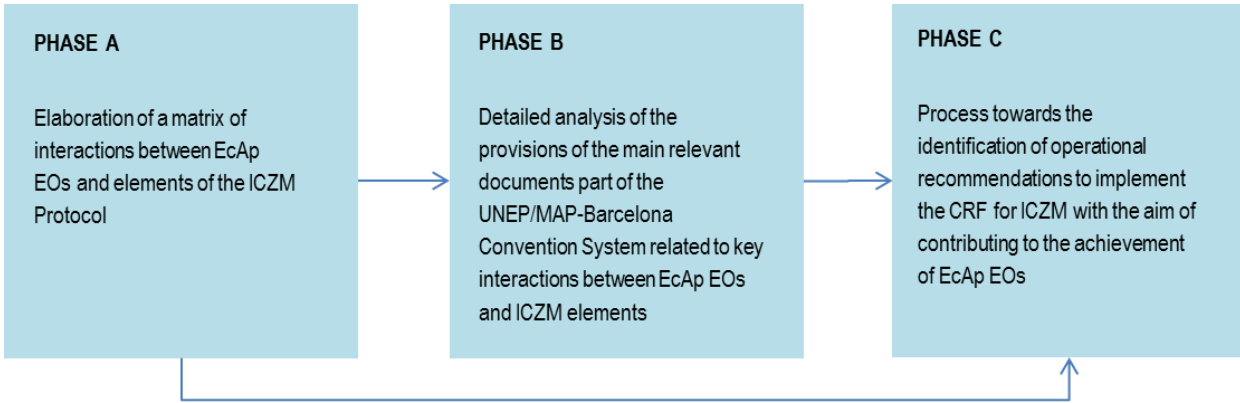 PHASE A
Elaboration of a matrix of
interactions between EcAp
EOs and elements of the ICZM
Protocol
PHASE B
Detailed analysis of the
provisions of the main relevant
documents part of the
UNEP/MAP-Barcelona
Convention System related to key
interactions between EcAp EOs
and ICZM elements
PHASE C
Process towards the
identification of operational
recommendations to implement
the CRF for ICZM with the aim of
contributing to the achievement
of EcAp EOs